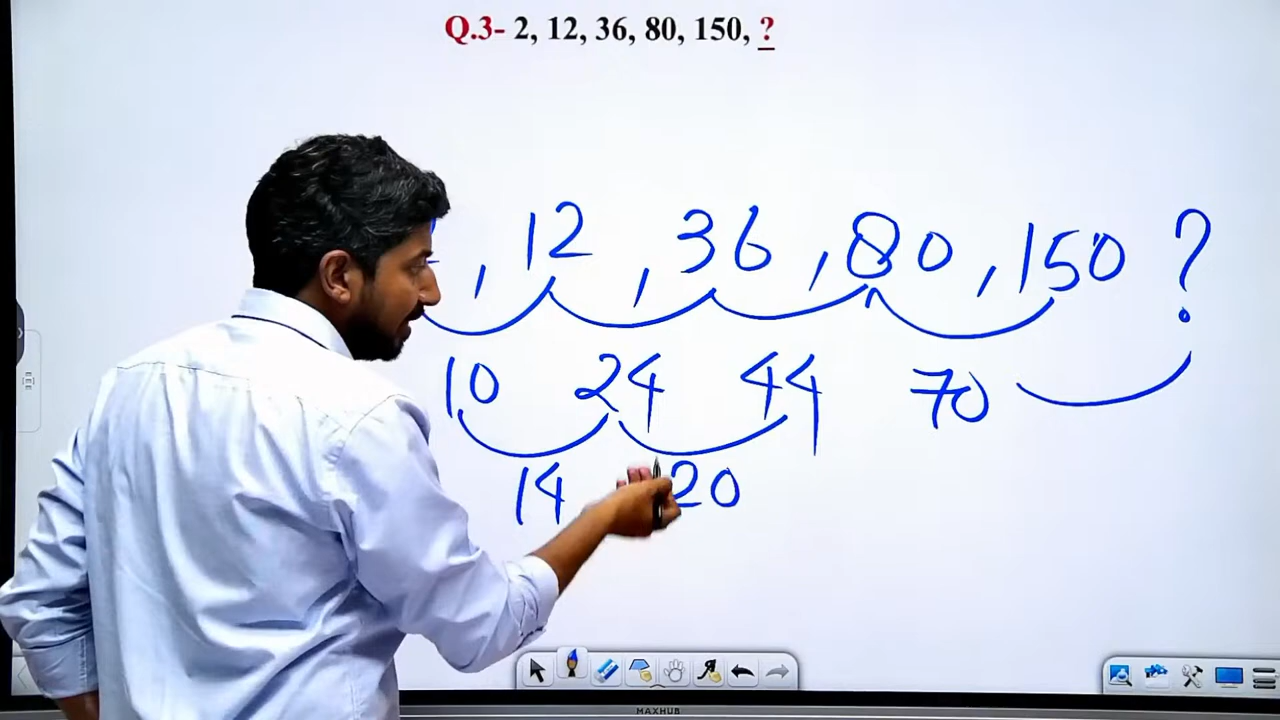 Q.3- 2, 12, 36, 80, 150, ?
, 12 , 36 , 80 , 150 ?
10 24 44 70
14 20
MAXHUB